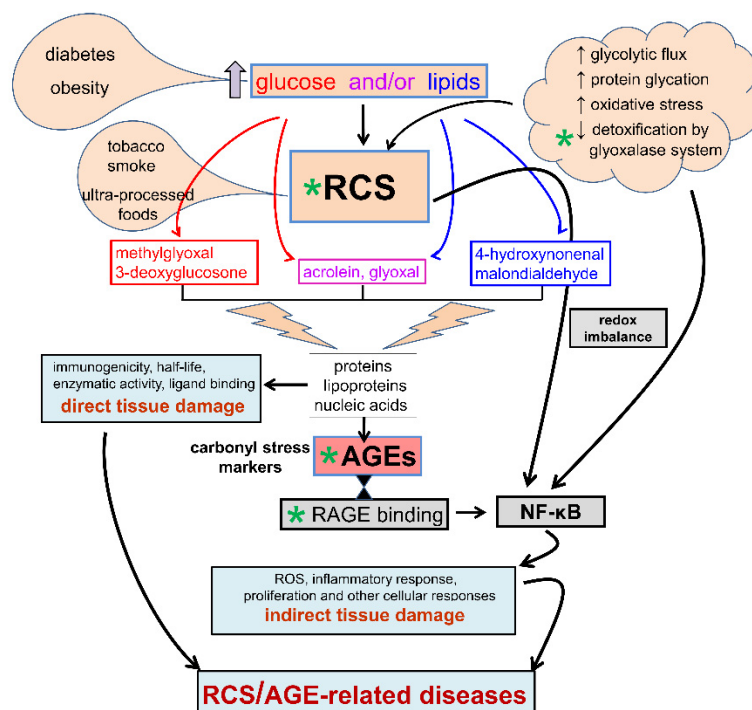 diabetes
obesity
glucose and/or lipids
↑ glycolytic flux
↑ protein glycation
↑ oxidative stress
* ↓ detoxification by
glyoxalase system
tobacco
smoke
ultra-processed
foods
*RCS
methylglyoxal
3-deoxyglucosone
acrolein, glyoxal
4-hydroxynonenal
malondialdehyde
redox
imbalance
proteins
lipoproteins
nucleic acids
immunogenicity, half-life,
enzymatic activity, ligand binding
direct tissue damage
carbonyl stress
markers
*AGEs
* RAGE binding
NF-κB
ROS, inflammatory response,
proliferation and other cellular responses
indirect tissue damage
RCS/AGE-related diseases